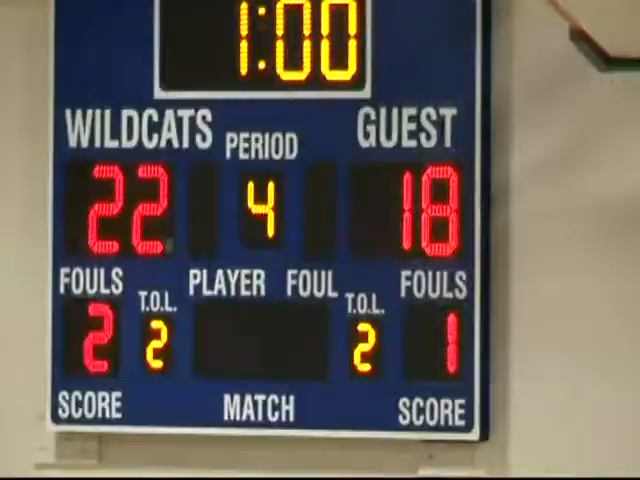 1:00
WILDCATS PERIOD GUEST
22 4 18
FOULS PLAYER FOUL FOULS
T.O.L. T.O.L.
2 2 2 1
SCORE MATCH SCORE